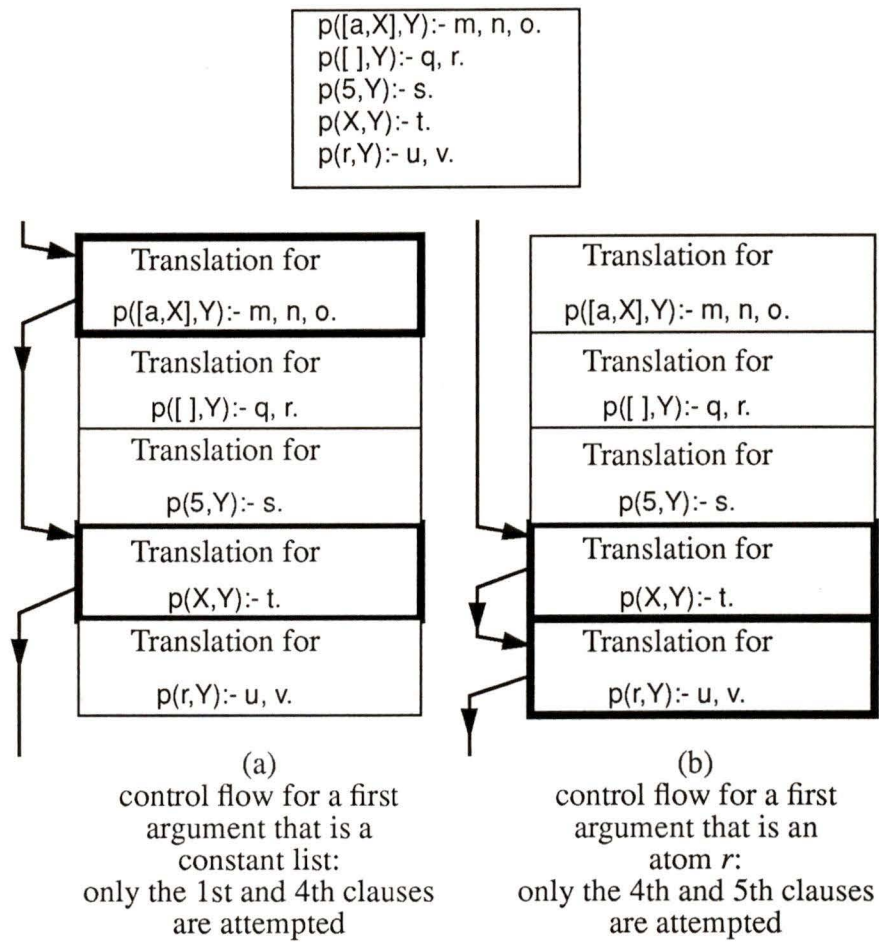 p([a,X],Y):- m, n, o.
p([ ],Y):- q, r.
p(5,Y):- s.
p(X,Y):- t.
p(r,Y):- u, v.
Translation for
p([a,X],Y):- m, n, o.
Translation for
p([ ],Y):- q, r.
Translation for
p(5,Y):- s.
Translation for
p(X,Y):- t.
Translation for
p(r,Y):- u, v.
(a)
control flow for a first
argument that is a
constant list:
only the 1st and 4th clauses
are attempted
Translation for
p([a,X],Y):- m, n, o.
Translation for
p([ ],Y):- q, r.
Translation for
p(5,Y):- s.
Translation for
p(X,Y):- t.
Translation for
p(r,Y):- u, v.
(b)
control flow for a first
argument that is an
atom r:
only the 4th and 5th clauses
are attempted